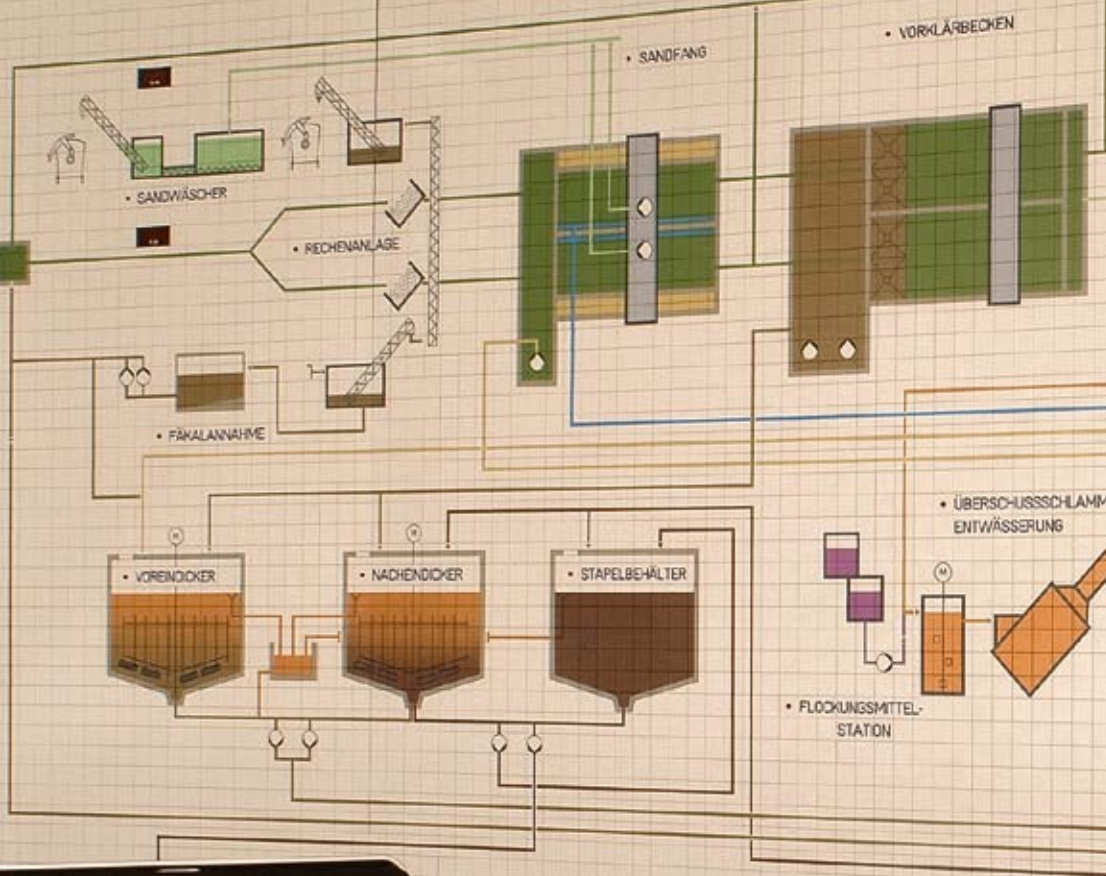 • VORKLÄRBECKEN
• SANDFANG
• SANDWÄSCHER
• RECHENANLAGE
• FÄKALANNAHME
• ÜBERSCHUSSSCHLAMM
ENTWÄSSERUNG
M
M
• VOREINDICKER
• NACHEINDICKER
• STAPELBEHÄLTER
M
• FLOCKUNGSMITTEL-
STATION